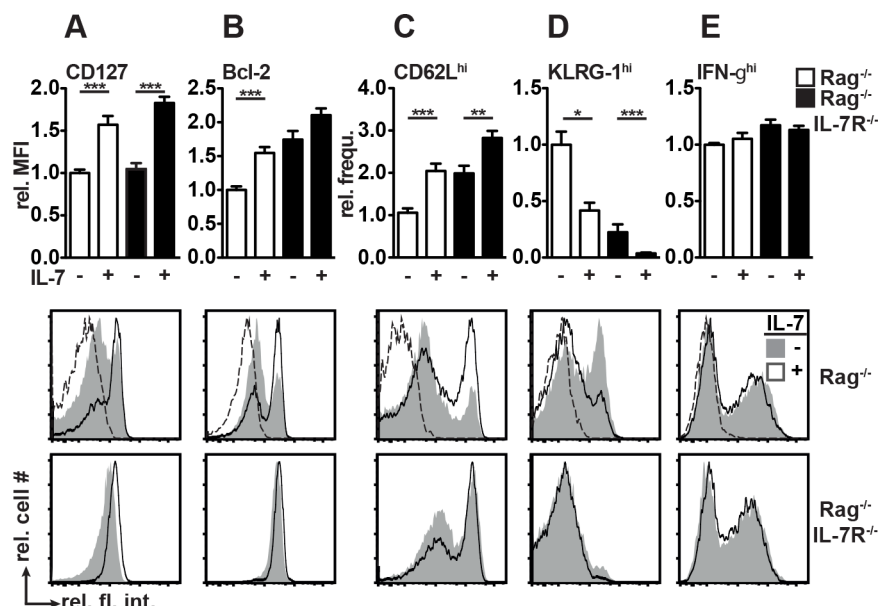 A B C D E
CD127 Bcl-2 CD62Lhi KLRG-1hi IFN-ghi
rel. MFI
2.0
1.5
1.0
0.5
0.0
*** ***
2.5
2.0
1.5
1.0
0.5
0.0
***
rel. frequ.
4.0
3.0
2.0
1.0
0.0
*** **
1.5
1.0
0.5
0.0
* ***
1.5
1.0
0.5
0.0
Rag-/-
Rag-/-
IL-7R-/-
IL-7 - + - + - + - + - + - + - + - + - + - +
IL-7
-
+
Rag-/-
Rag-/-
IL-7R-/-
rel. cell #
rel. fl. int.